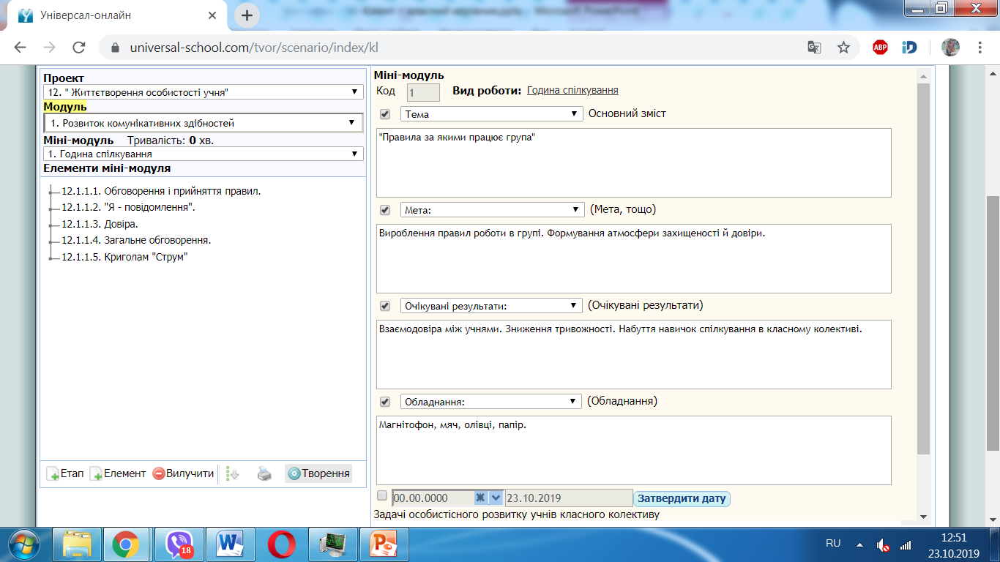 Універсал-онлайн
universal-school.com/tvor/scenario/index/kl
ABP
Проект
12. " Життєтворення особистості учня"
Модуль
1. Розвиток комунікативних здібностей
Міні-модуль Тривалість: 0 хв.
1. Година спілкування
Елементи міні-модуля
12.1.1.1. Обговорення і прийняття правил.
12.1.1.2. "Я - повідомлення".
12.1.1.3. Довіра.
12.1.1.4. Загальне обговорення.
12.1.1.5. Криголам "Струм"
Етап Елемент Вилучити Творення
Міні-модуль
Код 1 Вид роботи: Година спілкування
Тема Основний зміст
"Правила за якими працює група"
Мета: (Мета, тощо)
Вироблення правил роботи в групі. Формування атмосфери захищеності й довіри.
Очікувані результати: (Очікувані результати)
Взаємодовіра між учнями. Зниження тривожності. Набуття навичок спілкування в класному колективі.
Обладнання: (Обладнання)
Магнітофон, мяч, олівці, папір.
00.00.0000 23.10.2019 Затвердити дату
Задачі особистісного розвитку учнів класного колективу
18
RU
12:51
23.10.2019